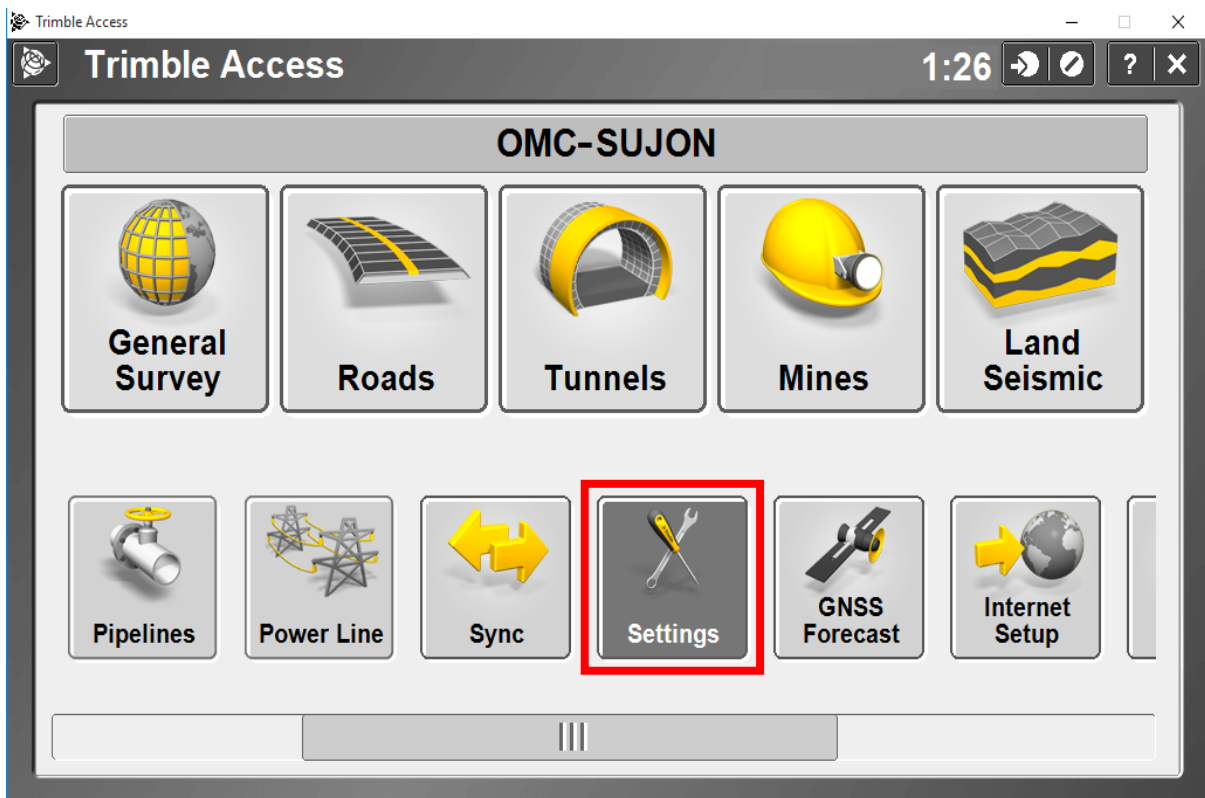 Trimble Access
Trimble Access
1:26
?
OMC-SUJON
General
Survey
Roads
Tunnels
Mines
Land
Seismic
Pipelines
Power Line
Sync
Settings
GNSS
Forecast
Internet
Setup